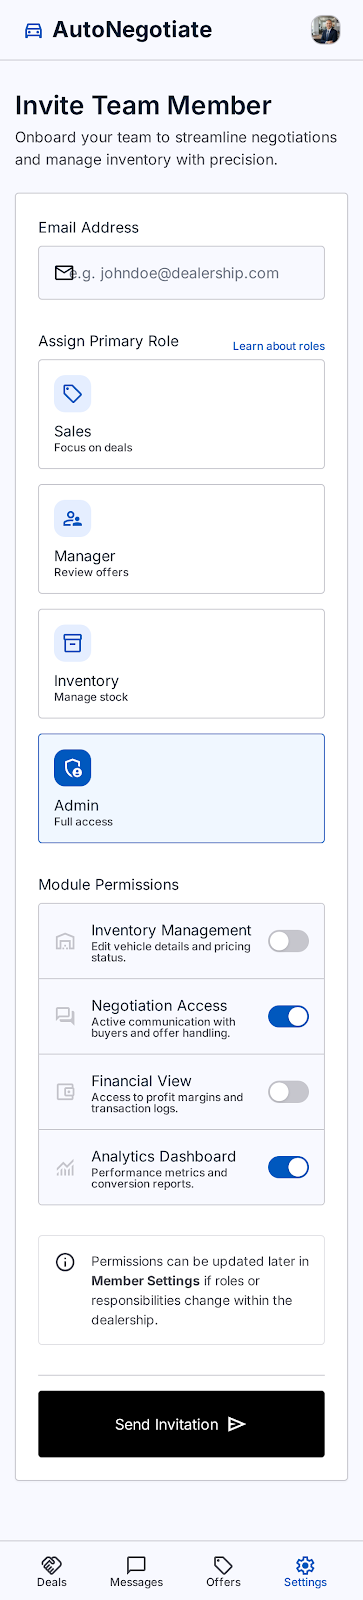 AutoNegotiate
Invite Team Member
Onboard your team to streamline negotiations
and manage inventory with precision.
Email Address
e.g. johndoe@dealership.com
Assign Primary Role
Learn about roles
Sales
Focus on deals
Manager
Review offers
Inventory
Manage stock
Admin
Full access
Module Permissions
Inventory Management
Edit vehicle details and pricing
status.
Negotiation Access
Active communication with
buyers and offer handling.
Financial View
Access to profit margins and
transaction logs.
Analytics Dashboard
Performance metrics and
conversion reports.
Permissions can be updated later in
Member Settings if roles or
responsibilities change within the
dealership.
Send Invitation
Deals
Messages
Offers
Settings